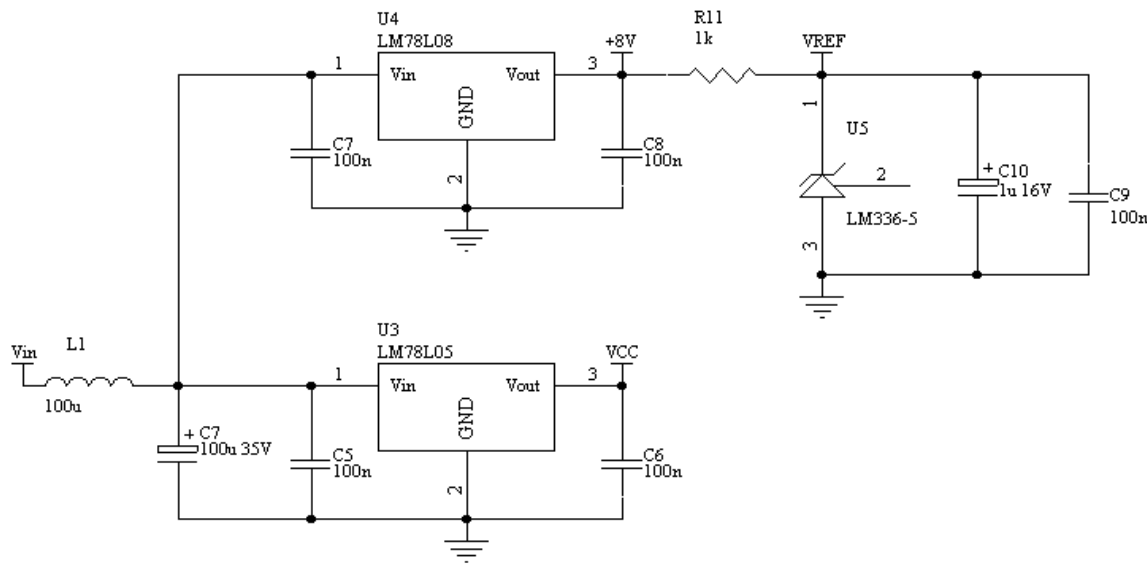 U4
LM78L08
1
Vin
Vout
3
GND
2
C7
100n
+8V
C8
100n
R11
1k
VREF
1
U5
2
LM336-5
3
+
C10
1u 16V
C9
100n
Vin
L1
100u
+
C7
100u 35V
C5
100n
U3
LM78L05
1
Vin
Vout
3
GND
2
VCC
C6
100n